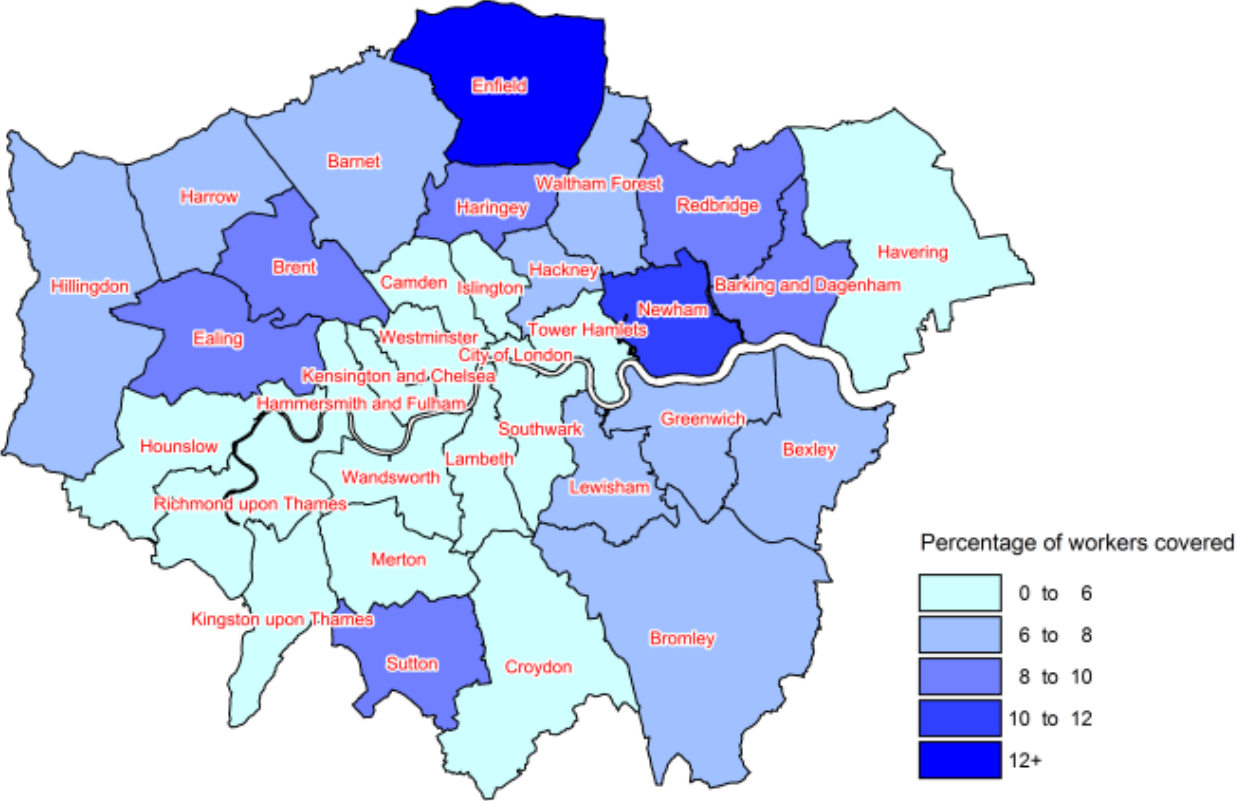 Enfield
Barnet
Waltham Forest
Harrow
Haringey
Redbridge
Havering
Brent
Hackney
Camden
Islington
Hillingdon
Barking and Dagenham
Newham
Tower Hamlets
Ealing
Westminster
City of London
Kensington and Chelsea
Hammersmith and Fulham
Greenwich
Southwark
Hounslow
Bexley
Lambeth
Wandsworth
Lewisham
Richmond upon Thames
Merton
Kingston upon Thames
Bromley
Sutton
Croydon
Percentage of workers covered
0 to 6
6 to 8
8 to 10
10 to 12
12+